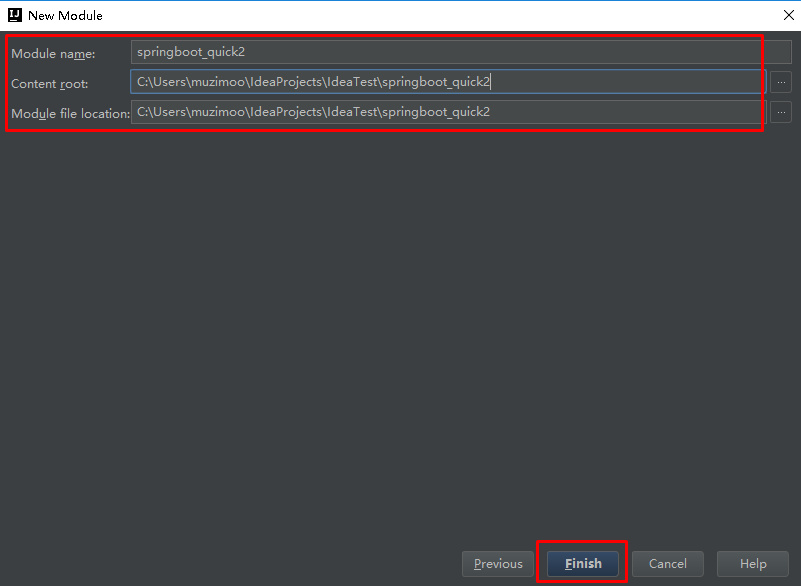 IJ New Module
Module name: springboot_quick2
Content root: C:\Users\muzimoo\IdeaProjects\IdeaTest\springboot_quick2 ...
Module file location: C:\Users\muzimoo\IdeaProjects\IdeaTest\springboot_quick2 ...
Previous Finish Cancel Help